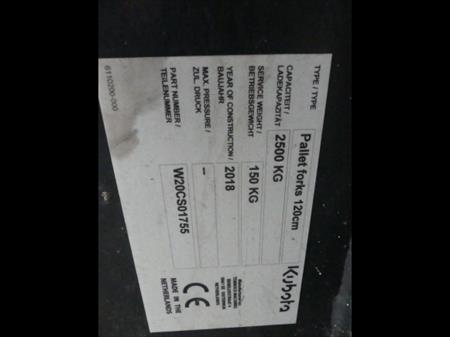 Kubota
TYPE / TYPE
Pallet forks 120cm
CAPACITEIT /
LADEKAPAZITÄT
2500 KG
SERVICE WEIGHT /
BETRIEBSGEWICHT
150 KG
YEAR OF CONSTRUCTION /
BAUJAHR
2018
MAX. PRESSURE /
ZUL. DRUCK
--
PART NUMBER /
TEILENUMMER
W20CS01755
CE
MADE IN THE
NETHERLANDS
6110200-000